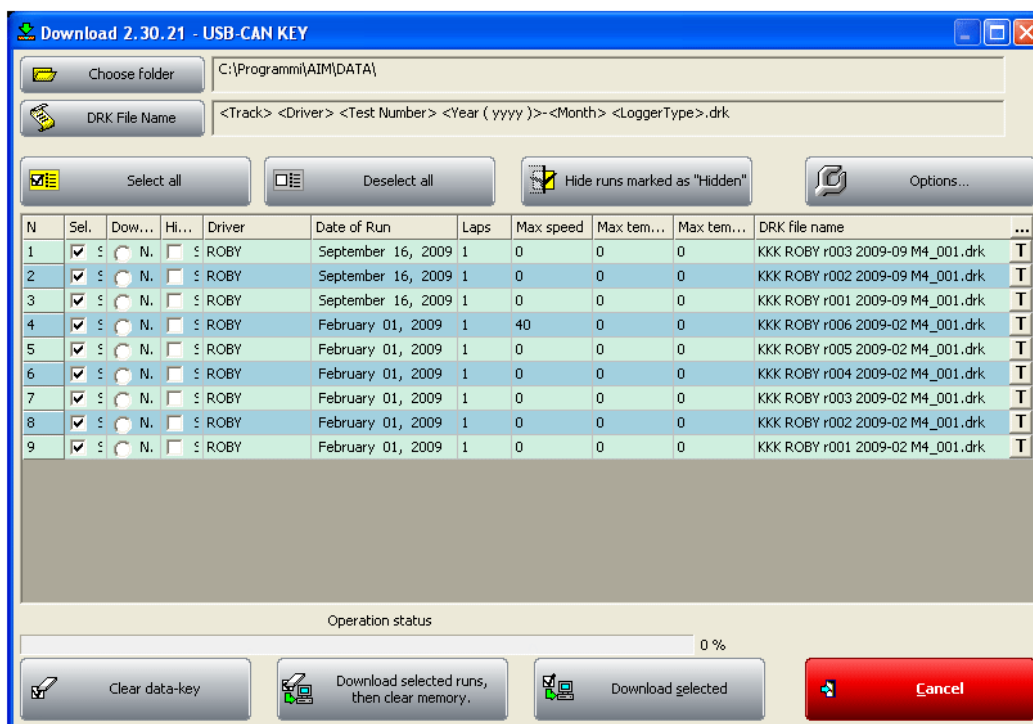 Download 2.30.21 - USB-CAN KEY
Choose folder C:\Programmi\AIM\DATA\
DRK File Name <Track> <Driver> <Test Number> <Year ( yyyy )>-<Month> <LoggerType>.drk
Select all Deselect all Hide runs marked as "Hidden" Options...
N Sel. Dow... Hi... Driver Date of Run Laps Max speed Max tem... Max tem... DRK file name ...
1 S N. S ROBY September 16, 2009 1 0 0 0 KKK ROBY r003 2009-09 M4_001.drk T
2 S N. S ROBY September 16, 2009 1 0 0 0 KKK ROBY r002 2009-09 M4_001.drk T
3 S N. S ROBY September 16, 2009 1 0 0 0 KKK ROBY r001 2009-09 M4_001.drk T
4 S N. S ROBY February 01, 2009 1 40 0 0 KKK ROBY r006 2009-02 M4_001.drk T
5 S N. S ROBY February 01, 2009 1 0 0 0 KKK ROBY r005 2009-02 M4_001.drk T
6 S N. S ROBY February 01, 2009 1 0 0 0 KKK ROBY r004 2009-02 M4_001.drk T
7 S N. S ROBY February 01, 2009 1 0 0 0 KKK ROBY r003 2009-02 M4_001.drk T
8 S N. S ROBY February 01, 2009 1 0 0 0 KKK ROBY r002 2009-02 M4_001.drk T
9 S N. S ROBY February 01, 2009 1 0 0 0 KKK ROBY r001 2009-02 M4_001.drk T
Operation status
0 %
Clear data-key Download selected runs, then clear memory. Download selected Cancel